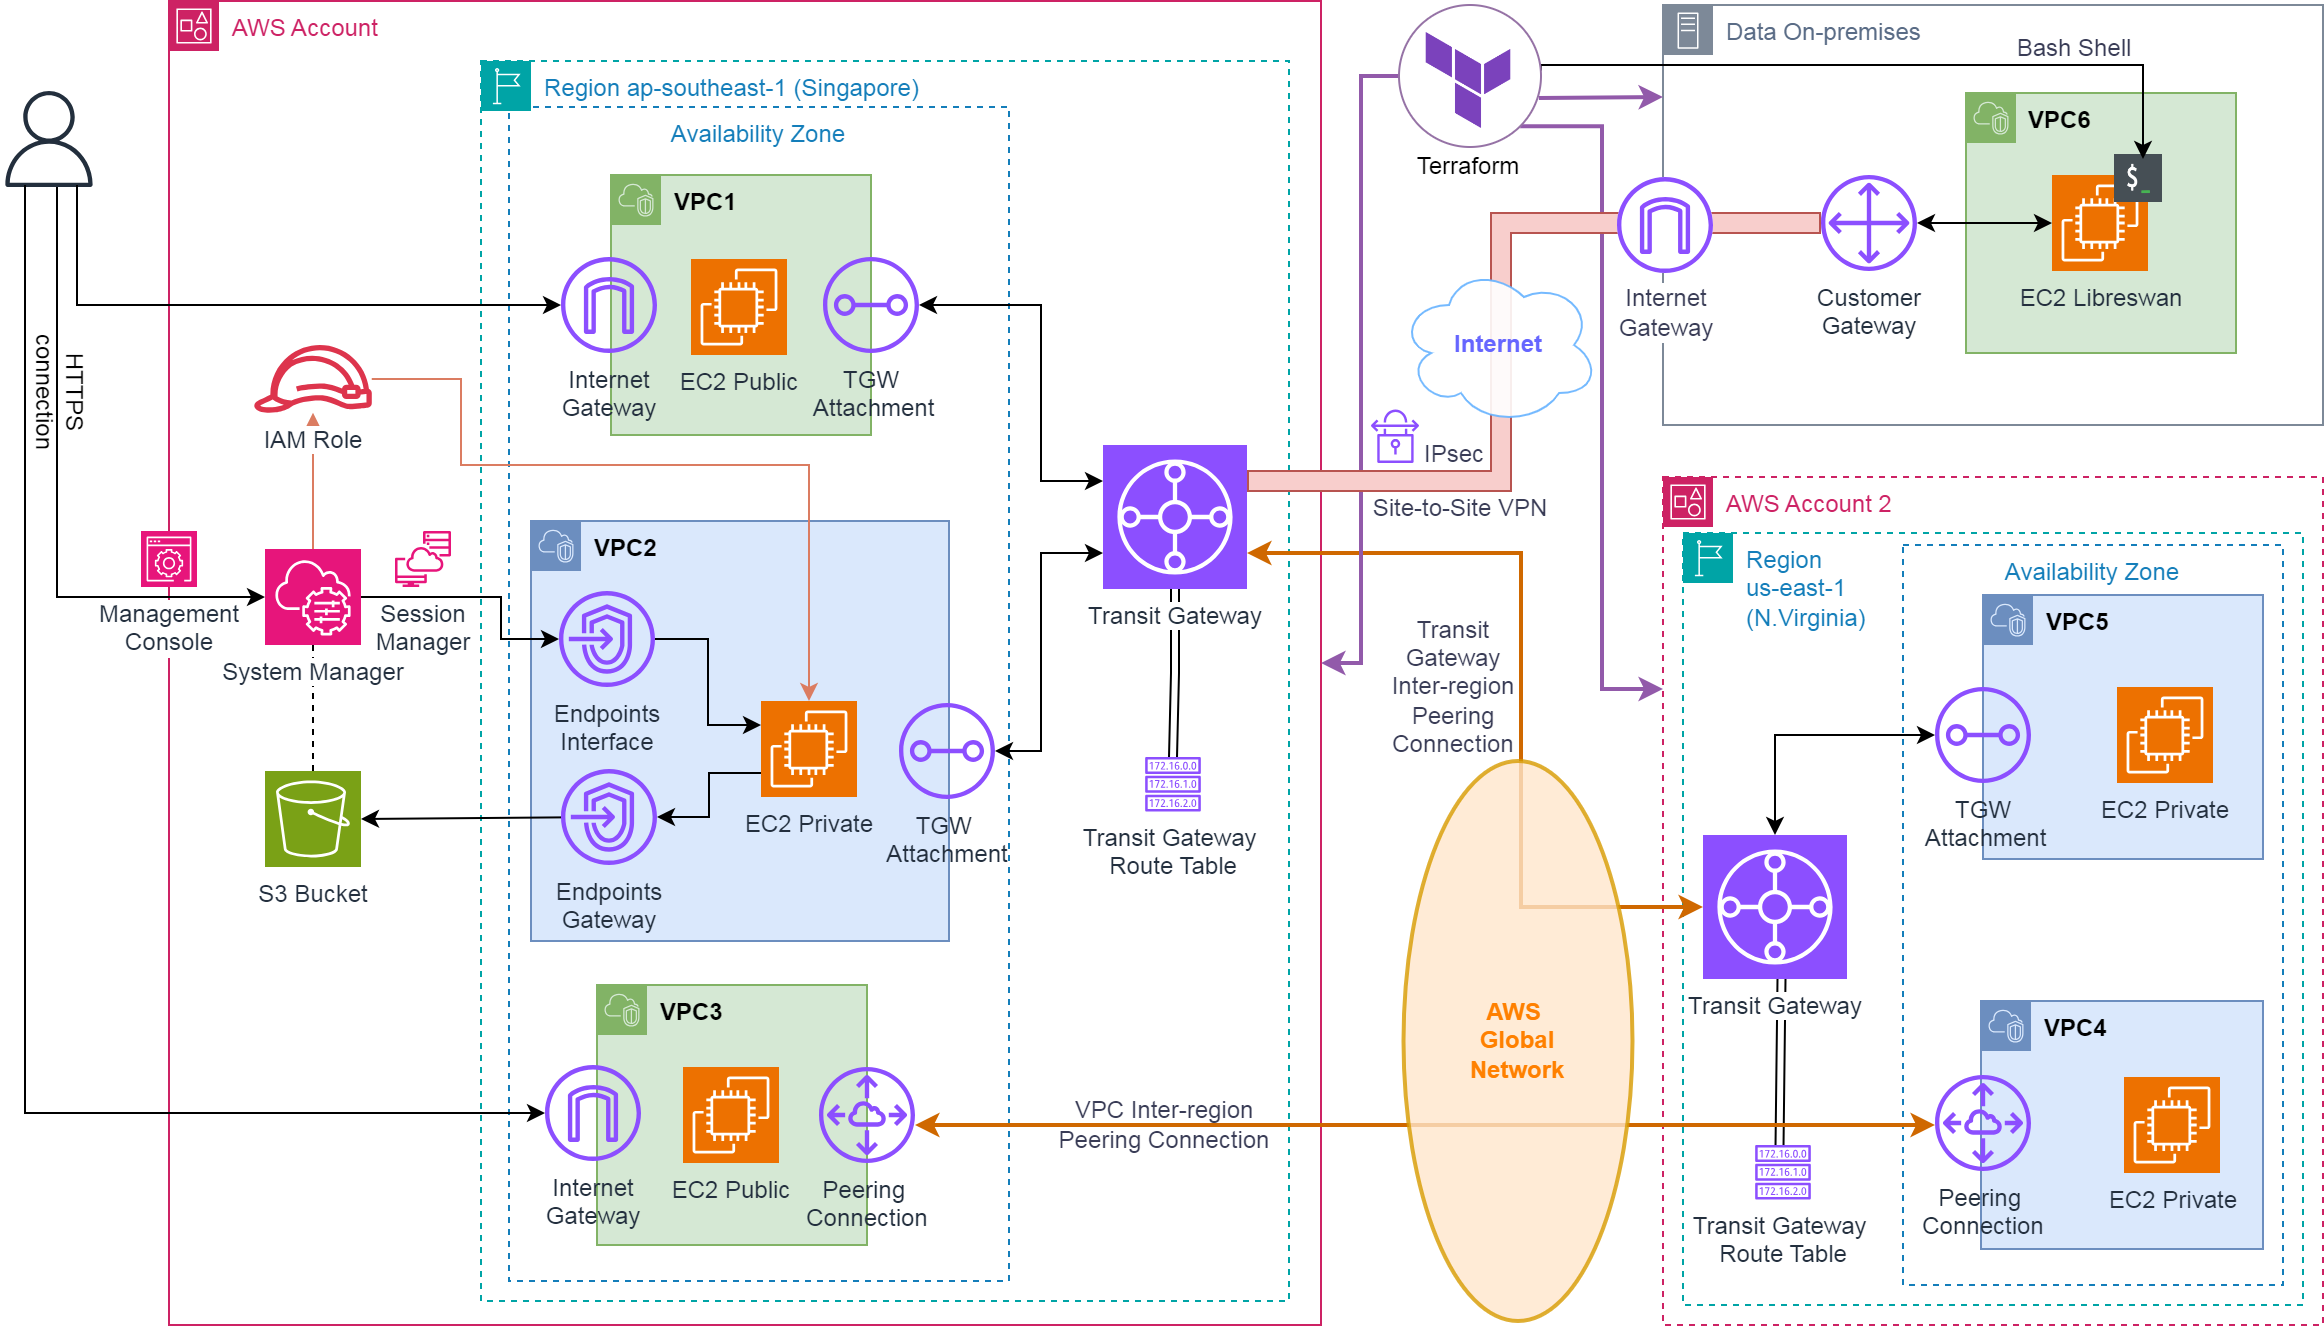 AWS Account
Region ap-southeast-1 (Singapore)
Availability Zone
VPC1
Internet
Gateway
EC2 Public
TGW
Attachment
HTTPS
connection
IAM Role
Management
Console
System Manager
Session
Manager
S3 Bucket
VPC2
Endpoints
Interface
Endpoints
Gateway
EC2 Private
TGW
Attachment
Transit Gateway
172.16.0.0
172.16.1.0
172.16.2.0
Transit Gateway
Route Table
VPC3
Internet
Gateway
EC2 Public
Peering
Connection
VPC Inter-region
Peering Connection
Terraform
Internet
IPsec
Site-to-Site VPN
Transit
Gateway
Inter-region
Peering
Connection
AWS
Global
Network
Data On-premises
Bash Shell
VPC6
$_
Internet
Gateway
Customer
Gateway
EC2 Libreswan
AWS Account 2
Region
us-east-1
(N.Virginia)
Availability Zone
VPC5
TGW
Attachment
EC2 Private
Transit Gateway
VPC4
Peering
Connection
EC2 Private
172.16.0.0
172.16.1.0
172.16.2.0
Transit Gateway
Route Table